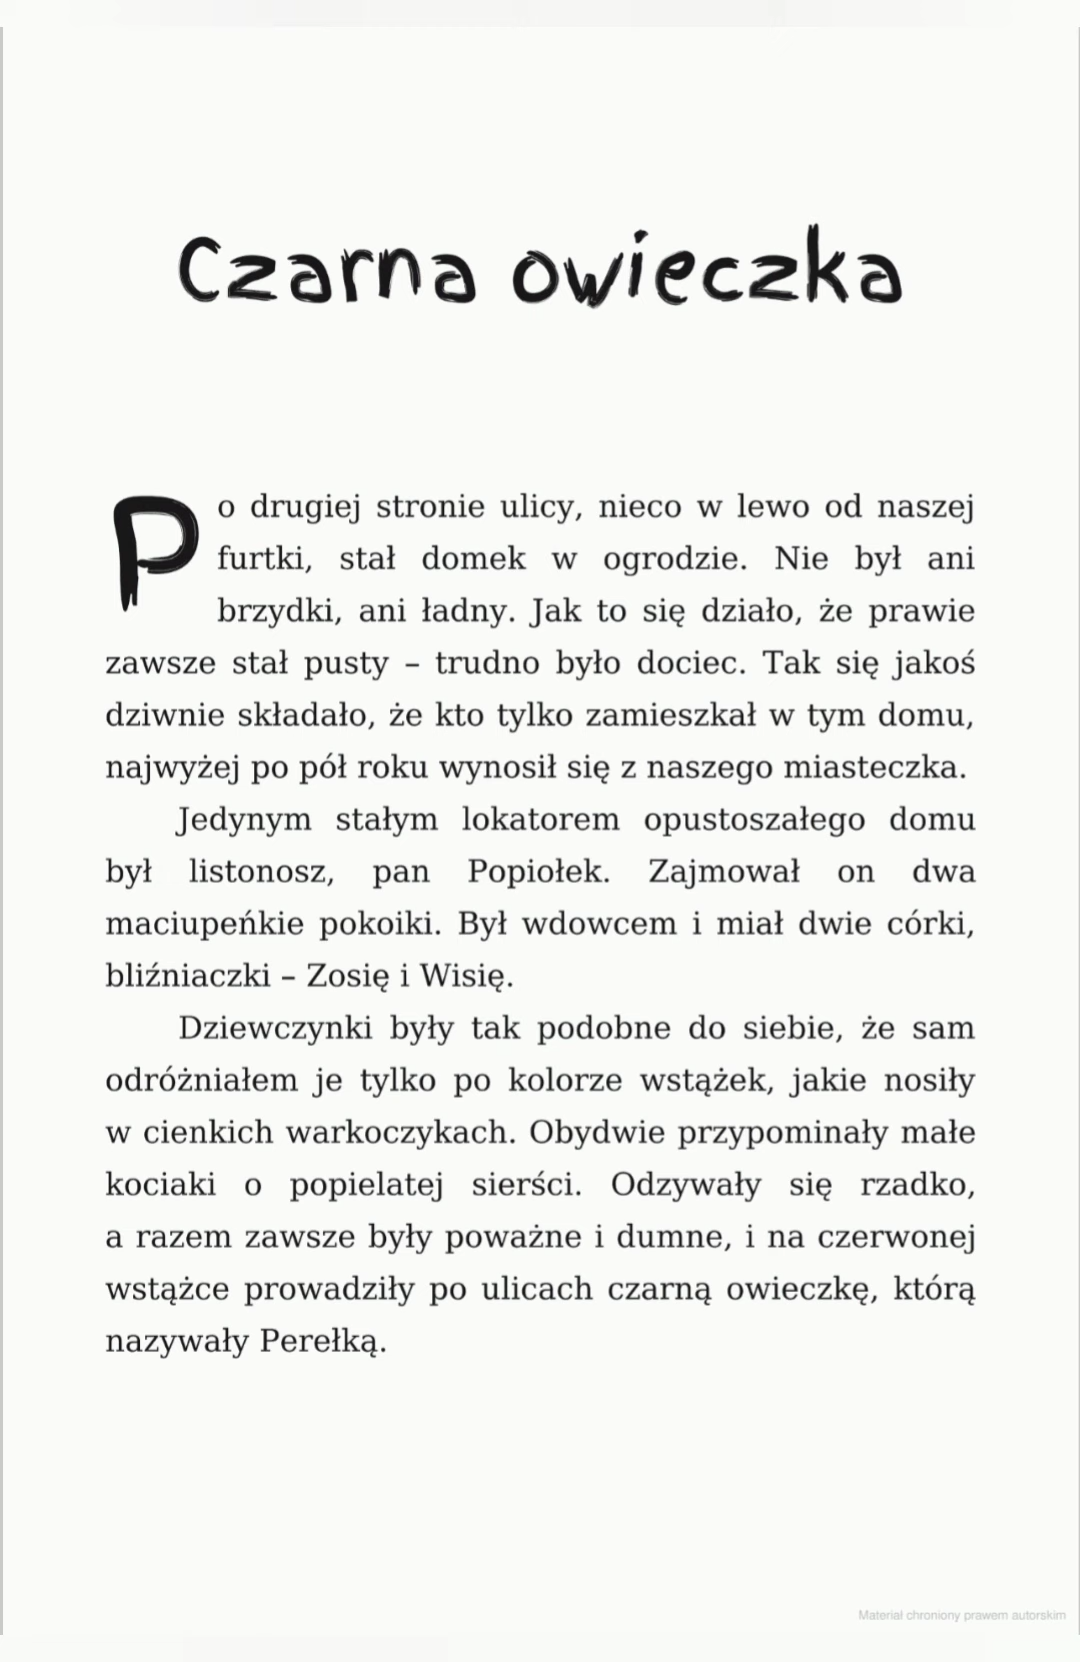 Czarna owieczka
Po drugiej stronie ulicy, nieco w lewo od naszej
furtki, stał domek w ogrodzie. Nie był ani
brzydki, ani ładny. Jak to się działo, że prawie
zawsze stał pusty – trudno było dociec. Tak się jakoś
dziwnie składało, że kto tylko zamieszkał w tym domu,
najwyżej po pół roku wynosił się z naszego miasteczka.
Jedynym stałym lokatorem opustoszałego domu
był listonosz, pan Popiołek. Zajmował on dwa
maciupeńkie pokoiki. Był wdowcem i miał dwie córki,
bliźniaczki – Zosię i Wisię.
Dziewczynki były tak podobne do siebie, że sam
odróżniałem je tylko po kolorze wstążek, jakie nosiły
w cienkich warkoczykach. Obydwie przypominały małe
kociaki o popielatej sierści. Odzywały się rzadko,
a razem zawsze były poważne i dumne, i na czerwonej
wstążce prowadziły po ulicach czarną owieczkę, którą
nazywały Perełką.
Materiał chroniony prawem autorskim